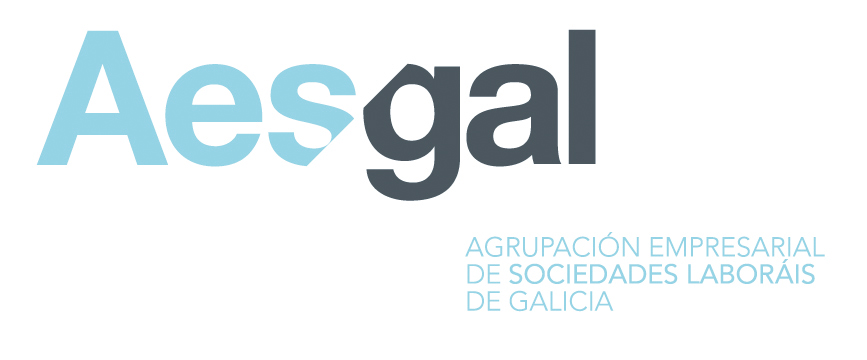 Aesgal
AGRUPACIÓN EMPRESARIAL
DE SOCIEDADES LABORÁIS
DE GALICIA